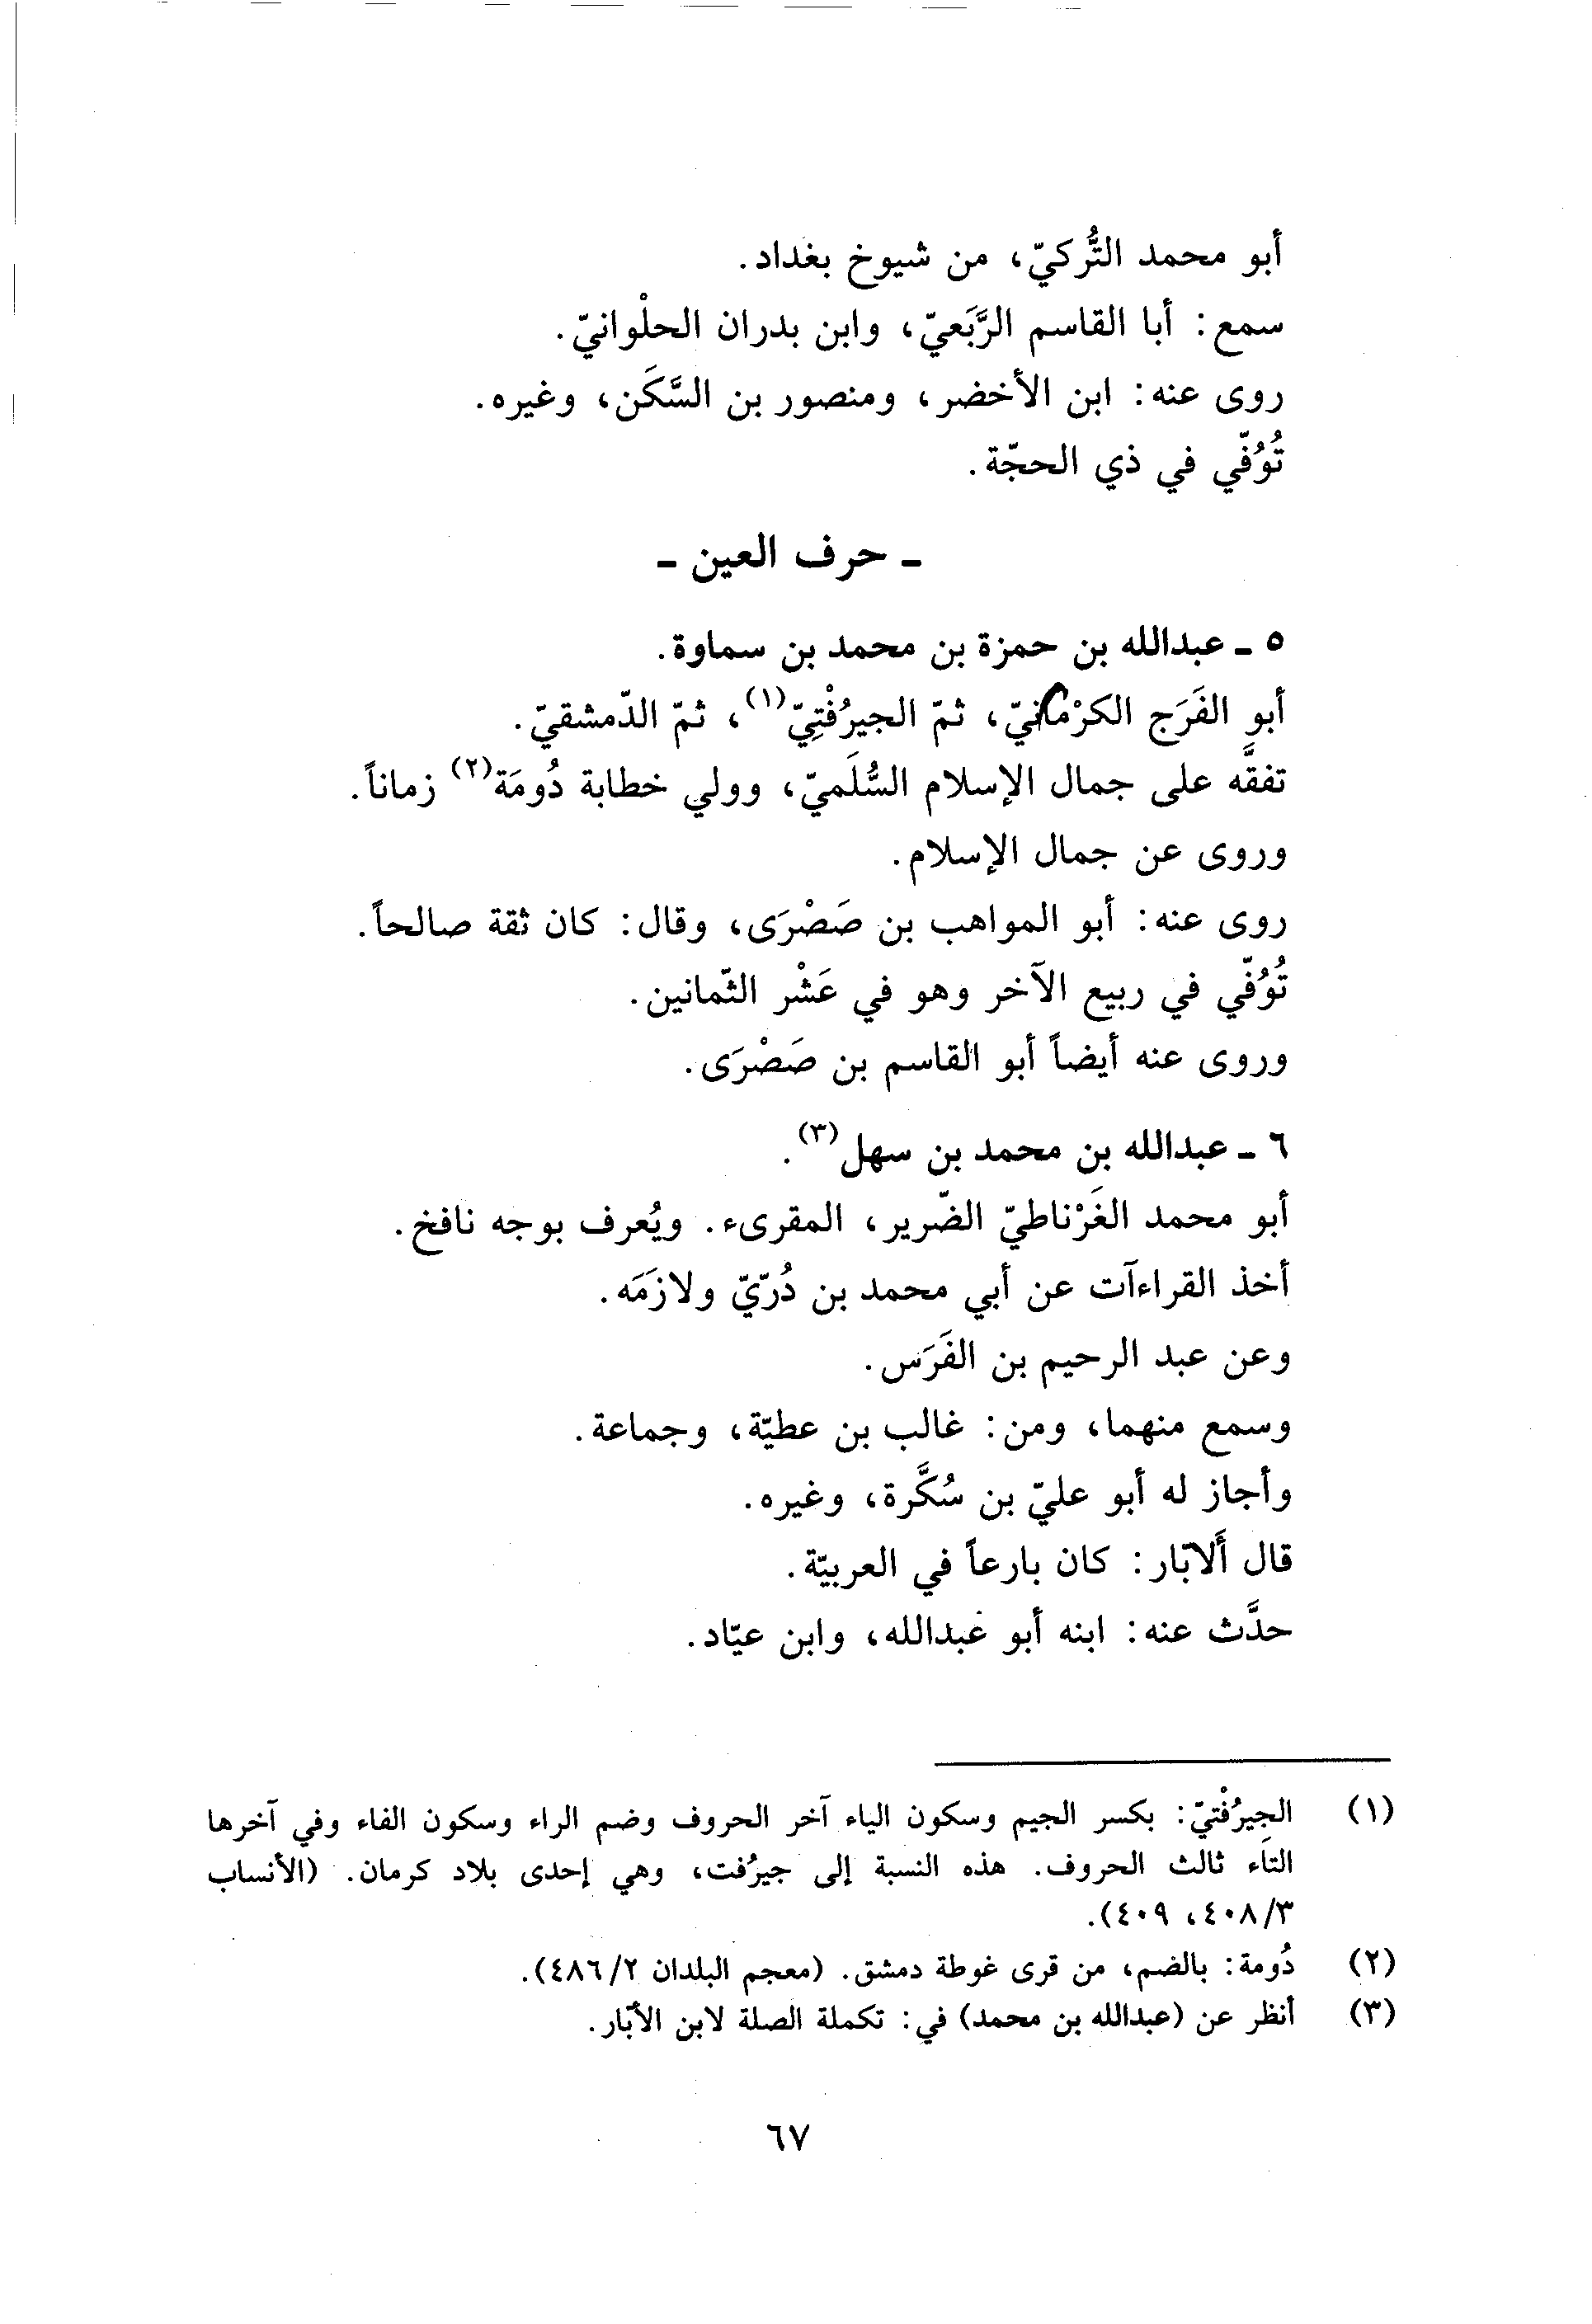 أبو محمد التُّركيّ، من شيوخ بغداد.
سمع: أبا القاسم الرَّبَعيّ، وابن بدران الحلْوانيّ.
روى عنه: ابن الأخضر، ومنصور بن السَّكَن، وغيره.
تُوُفّي في ذي الحجّة.
ـ حرف العين ـ
٥ ـ عبدالله بن حمزة بن محمد بن سماوة.
أبو الفَرَج الكرْمانيّ، ثمّ الجيرُفْتِيّ(١)، ثمّ الدّمشقيّ.
تفقَّه على جمال الإسلام السُّلَميّ، وولي خطابة دُومَة(٢) زماناً.
وروى عن جمال الإسلام.
روى عنه: أبو المواهب بن صَصْرَى، وقال: كان ثقة صالحاً.
تُوُفّي في ربيع الآخر وهو في عَشْر الثّمانين.
وروى عنه أيضاً أبو القاسم بن صَصْرَى.
٦ ـ عبدالله بن محمد بن سهل(٣).
أبو محمد الغَرْناطيّ الضّرير، المقرىء. ويُعرف بوجه نافخ.
أخذ القراءآت عن أبي محمد بن دُرّيّ ولازَمَه.
وعن عبد الرحيم بن الفَرَس.
وسمع منهما، ومن: غالب بن عطيّة، وجماعة.
وأجاز له أبو عليّ بن سُكَّرة، وغيره.
قال أَلابّار: كان بارعاً في العربيّة.
حدَّث عنه: ابنه أبو عبدالله، وابن عيّاد.
(١) الجيرُفْتيّ: بكسر الجيم وسكون الياء آخر الحروف وضم الراء وسكون الفاء وفي آخرها
التاء ثالث الحروف. هذه النسبة إلى جيرُفت، وهي إحدى بلاد كرمان. (الأنساب
٣/٤٠٨، ٤٠٩).
(٢) دُومة: بالضم، من قرى غوطة دمشق. (معجم البلدان ٢/٤٨٦).
(٣) أنظر عن (عبدالله بن محمد) في: تكملة الصلة لابن الأبّار.
٦٧